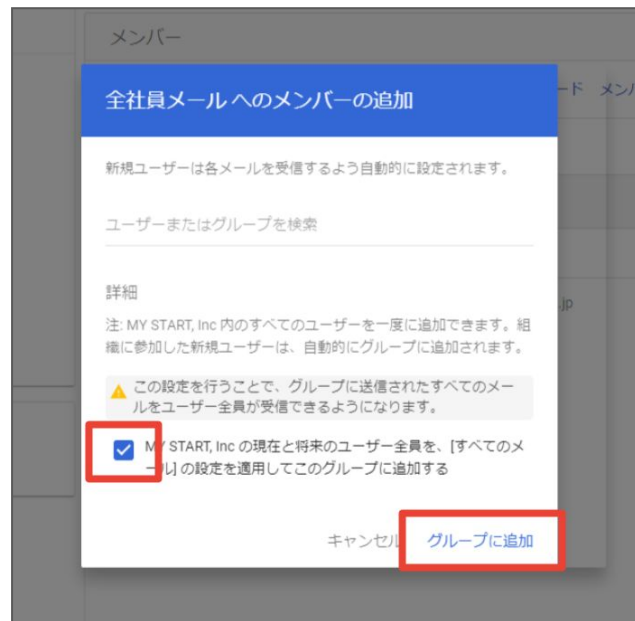 メンバー
ード メンバ
全社員メール へのメンバーの追加
新規ユーザーは各メールを受信するよう自動的に設定されます。
ユーザーまたはグループを検索
詳細
.jp
注: MY START, Inc 内のすべてのユーザーを一度に追加できます。組
織に参加した新規ユーザーは、自動的にグループに追加されます。
この設定を行うことで、グループに送信されたすべてのメー
ルをユーザー全員が受信できるようになります。
MY START, Inc の現在と将来のユーザー全員を、[すべてのメ
ール] の設定を適用してこのグループに追加する
キャンセル グループに追加